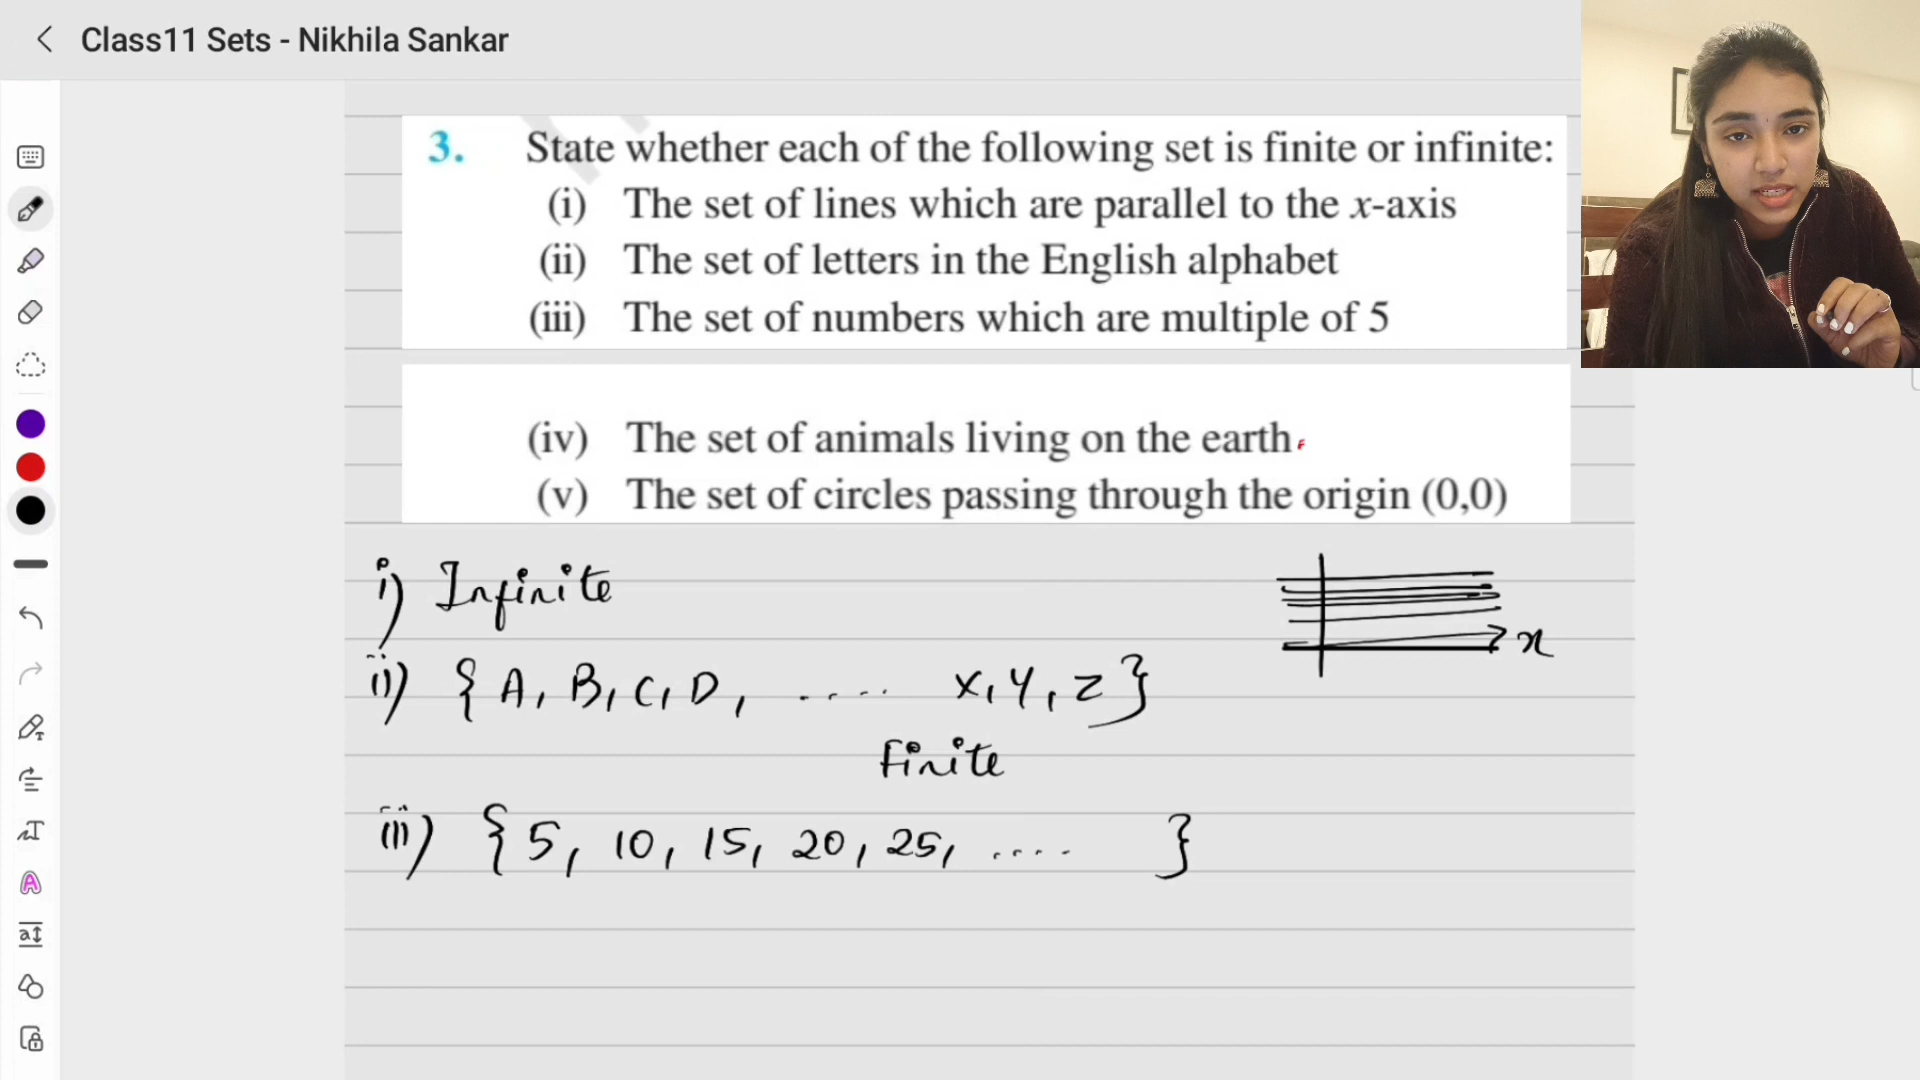 Class11 Sets - Nikhila Sankar
3. State whether each of the following set is finite or infinite:
(i) The set of lines which are parallel to the x-axis
(ii) The set of letters in the English alphabet
(iii) The set of numbers which are multiple of 5
(iv) The set of animals living on the earth
(v) The set of circles passing through the origin (0,0)
i) Infinite
x
ii) { A, B, C, D, ..... X, Y, Z }
Finite
iii) { 5, 10, 15, 20, 25, .... }